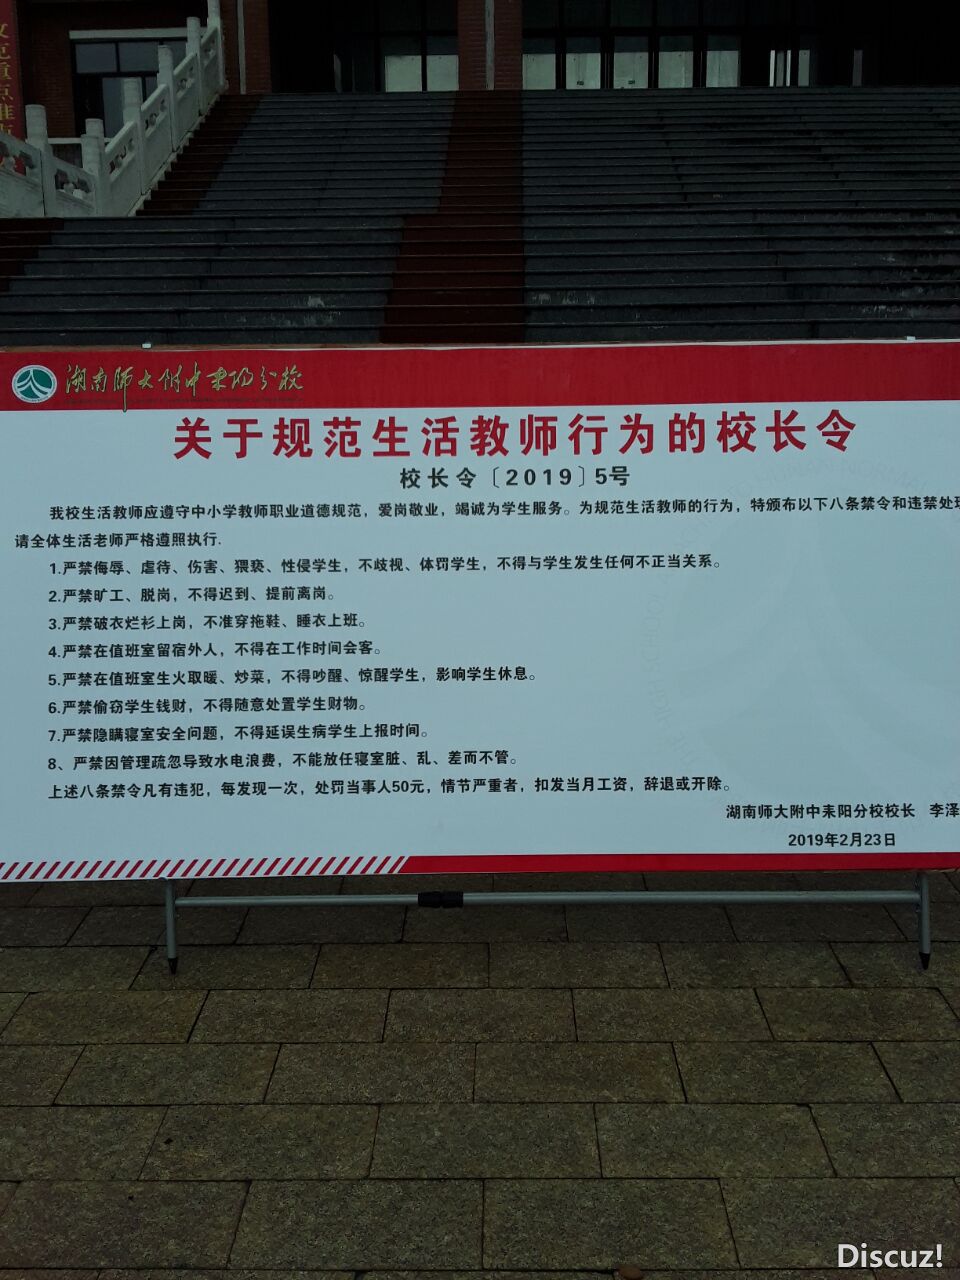 湖南师大附中耒阳分校
关于规范生活教师行为的校长令
校长令〔2019〕5号
我校生活教师应遵守中小学教师职业道德规范，爱岗敬业，竭诚为学生服务。为规范生活教师的行为，特颁布以下八条禁令和违禁处理
请全体生活老师严格遵照执行.
1.严禁侮辱、虐待、伤害、猥亵、性侵学生，不歧视、体罚学生，不得与学生发生任何不正当关系。
2.严禁旷工、脱岗，不得迟到、提前离岗。
3.严禁破衣烂衫上岗，不准穿拖鞋、睡衣上班。
4.严禁在值班室留宿外人，不得在工作时间会客。
5.严禁在值班室生火取暖、炒菜，不得吵醒、惊醒学生，影响学生休息。
6.严禁偷窃学生钱财，不得随意处置学生财物。
7.严禁隐瞒寝室安全问题，不得延误生病学生上报时间。
8、严禁因管理疏忽导致水电浪费，不能放任寝室脏、乱、差而不管。
上述八条禁令凡有违犯，每发现一次，处罚当事人50元，情节严重者，扣发当月工资，辞退或开除。
湖南师大附中耒阳分校校长 李泽
2019年2月23日
Discuz!